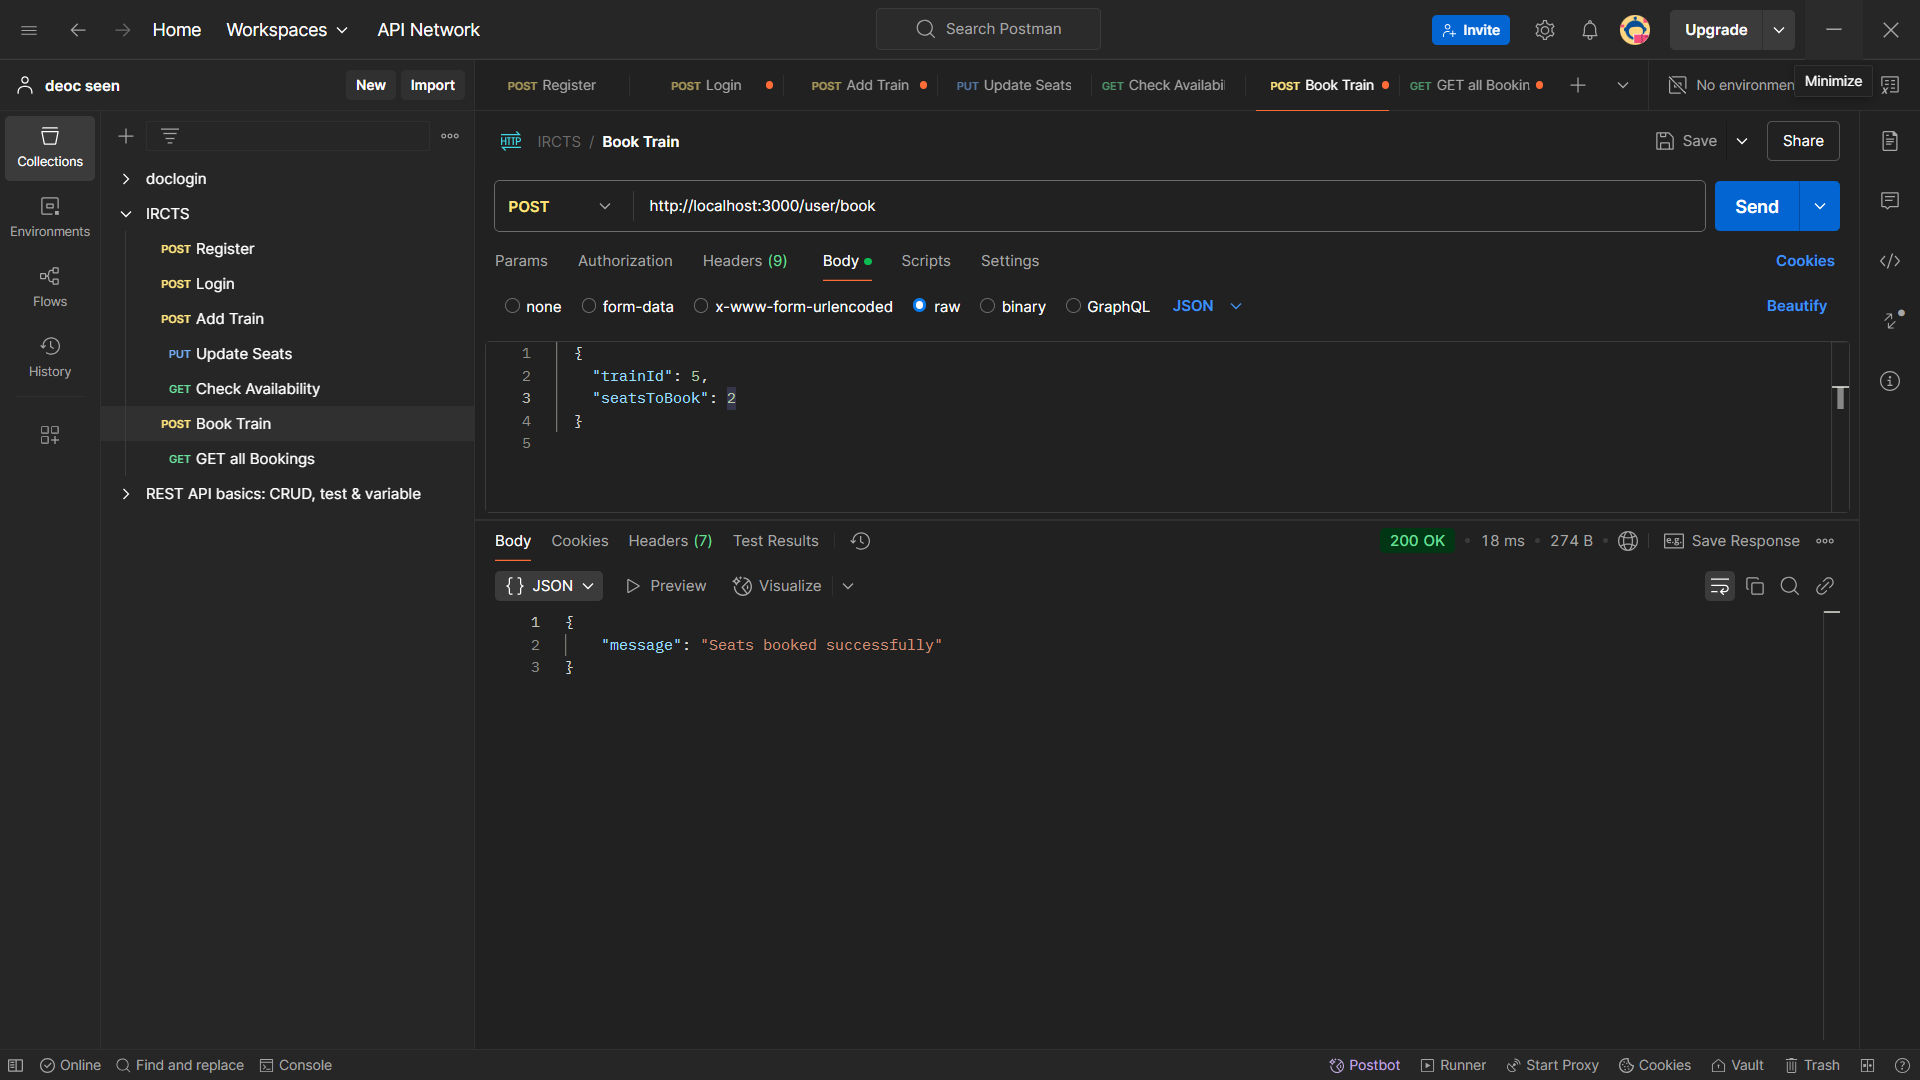 Home Workspaces API Network Search Postman Invite Upgrade
deoc seen New Import POST Register POST Login POST Add Train PUT Update Seats GET Check Availabi POST Book Train GET GET all Bookin No environmen Minimize
Collections
Environments
Flows
History
doclogin
IRCTS
POST Register
POST Login
POST Add Train
PUT Update Seats
GET Check Availability
POST Book Train
GET GET all Bookings
REST API basics: CRUD, test & variable
HTTP IRCTS / Book Train Save Share
POST http://localhost:3000/user/book Send
Params Authorization Headers (9) Body Scripts Settings Cookies
none form-data x-www-form-urlencoded raw binary GraphQL JSON Beautify
1 {
2 "trainId": 5,
3 "seatsToBook": 2
4 }
5
Body Cookies Headers (7) Test Results 200 OK • 18 ms • 274 B • e.g. Save Response
{} JSON Preview Visualize
1 {
2 "message": "Seats booked successfully"
3 }
Online Find and replace Console Postbot Runner Start Proxy Cookies Vault Trash